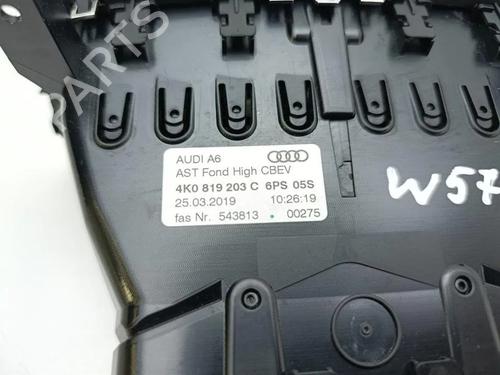 PARTS
AUDI A6
AST Fond High CBEV
4K0 819 203 C 6PS 05S
25.03.2019 10:26:19
fas Nr. 543813 00275
W57